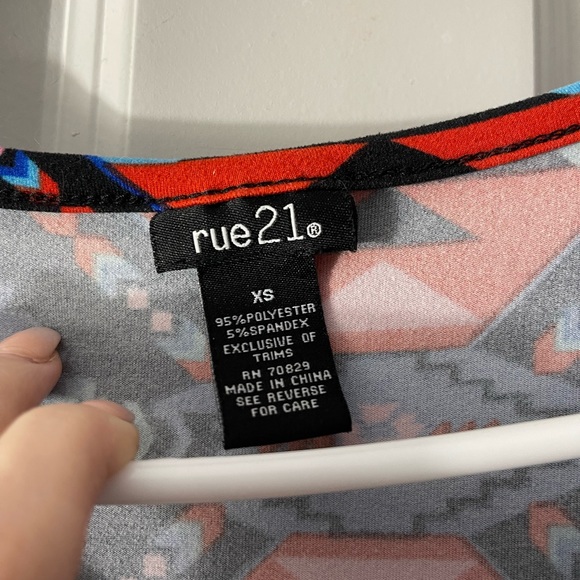 rue21®
XS
95%POLYESTER
5%SPANDEX
EXCLUSIVE OF
TRIMS
RN 70829
MADE IN CHINA
SEE REVERSE
FOR CARE